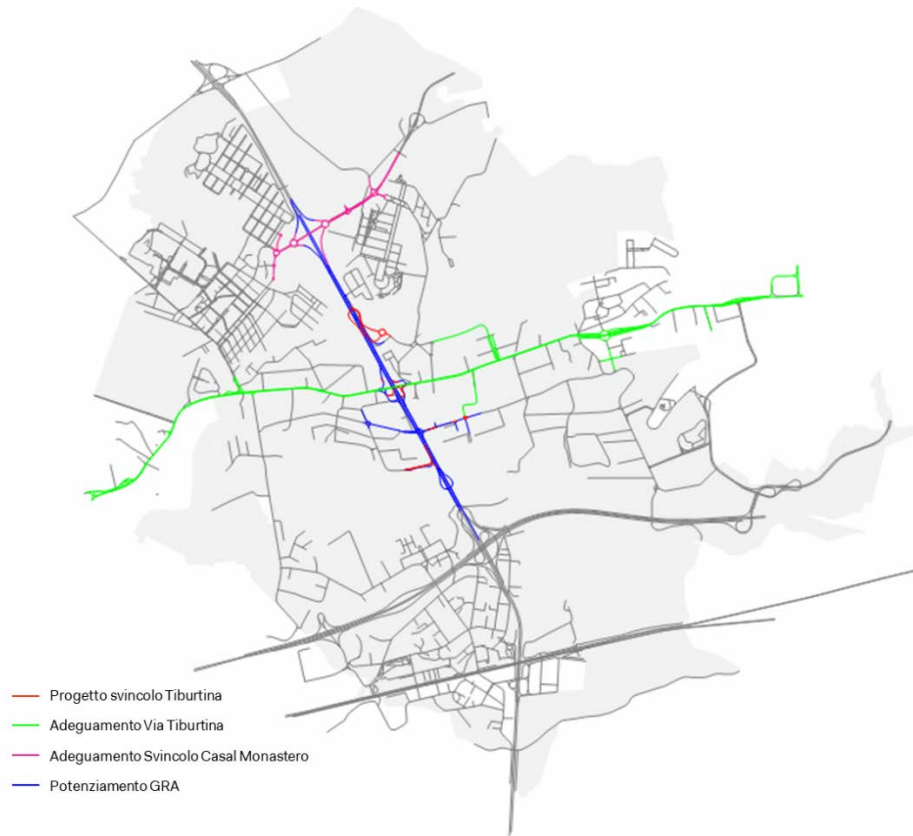 Progetto svincolo Tiburtina
Adeguamento Via Tiburtina
Adeguamento Svincolo Casal Monastero
Potenziamento GRA